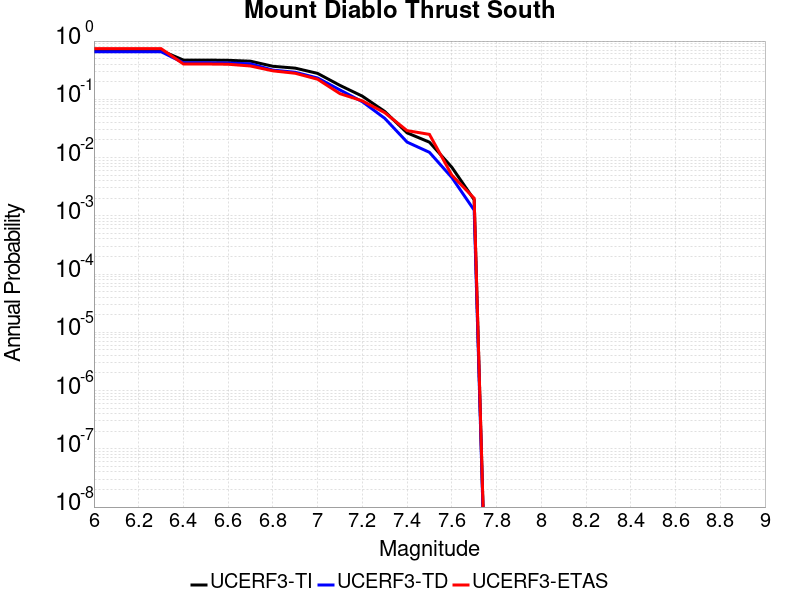 Mount Diablo Thrust South
10^0
10^-1
10^-2
10^-3
10^-4
10^-5
10^-6
10^-7
10^-8
Annual Probability
6 6.2 6.4 6.6 6.8 7 7.2 7.4 7.6 7.8 8 8.2 8.4 8.6 8.8 9
Magnitude
UCERF3-TI UCERF3-TD UCERF3-ETAS